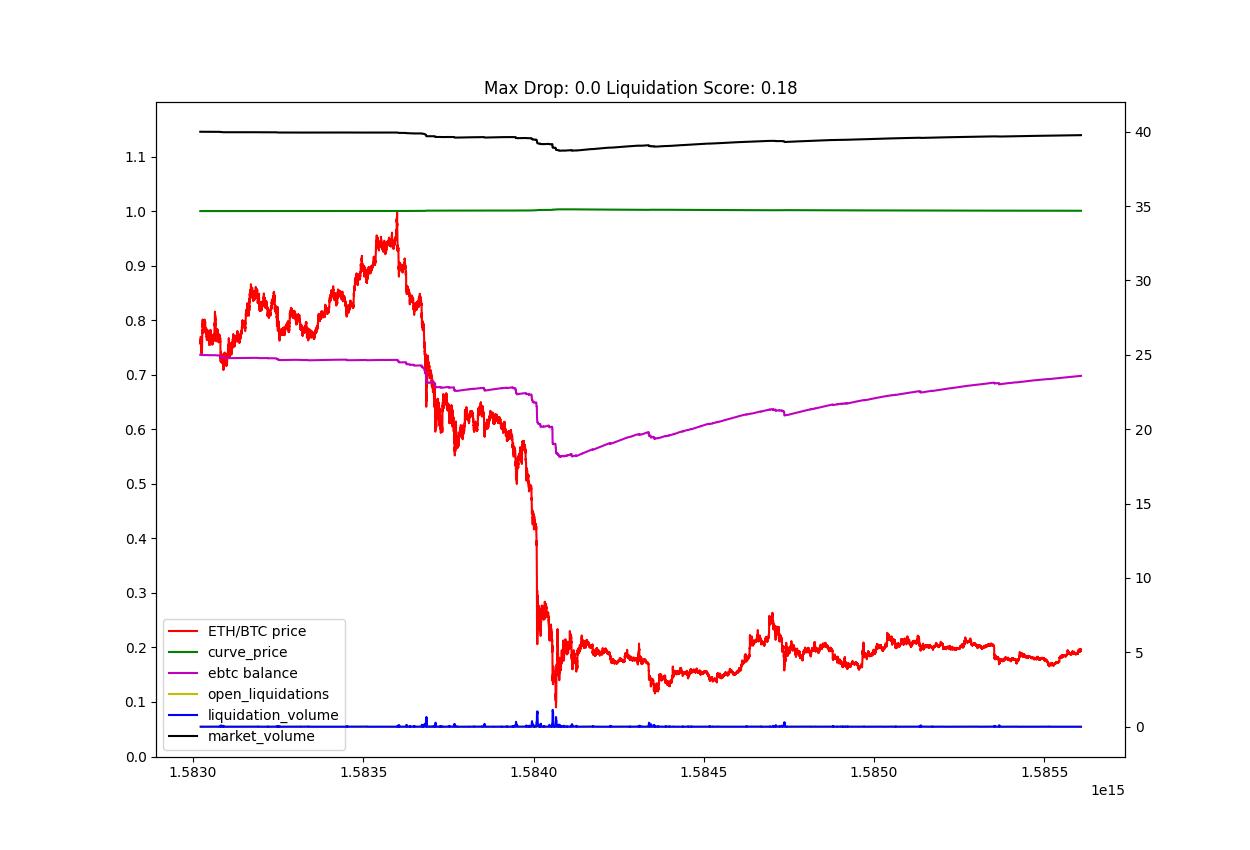 Max Drop: 0.0 Liquidation Score: 0.18
1.1
1.0
0.9
0.8
0.7
0.6
0.5
0.4
0.3
0.2
0.1
0.0
40
35
30
25
20
15
10
5
0
ETH/BTC price
curve_price
ebtc balance
open_liquidations
liquidation_volume
market_volume
1.5830 1.5835 1.5840 1.5845 1.5850 1.5855
1e15